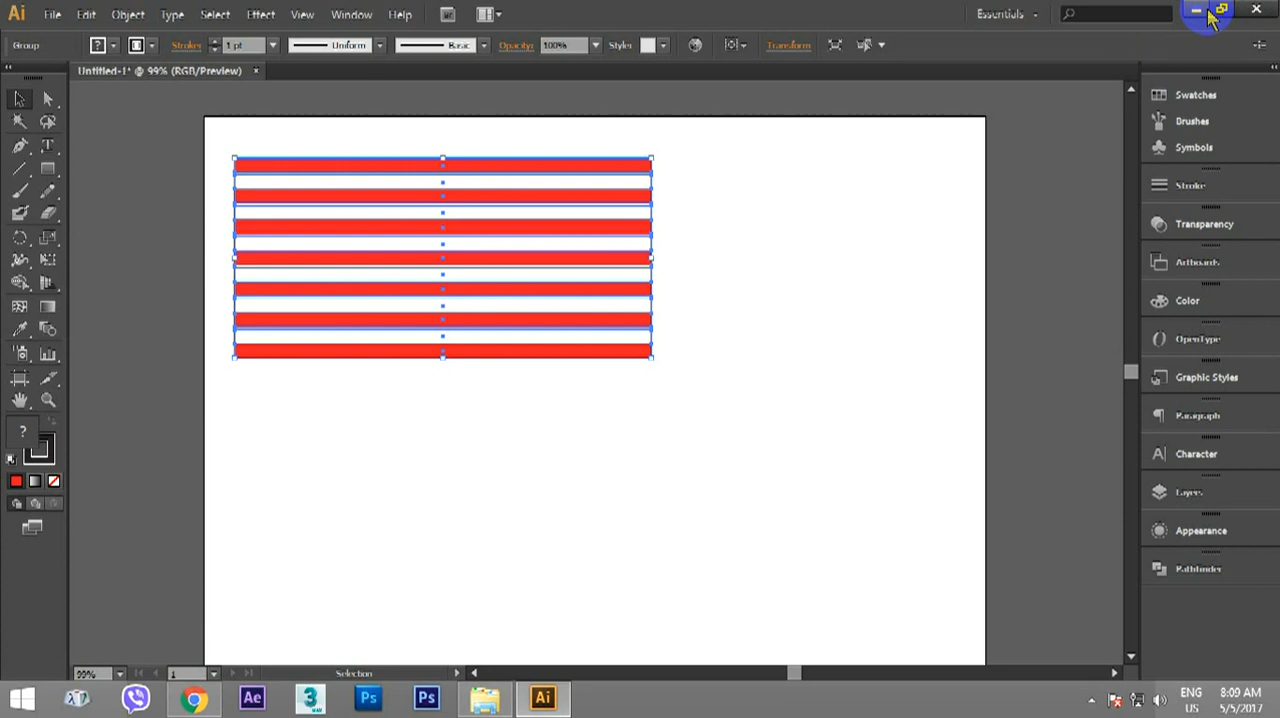 Ai File Edit Object Type Select Effect View Window Help Br Essentials
Group ? Stroke: 1 pt Uniform Basic Opacity: 100% Style: Transform
Untitled-1* @ 99% (RGB/Preview) ×
Swatches
Brushes
Symbols
Stroke
Transparency
Artboards
Color
OpenType
Graphic Styles
Paragraph
Character
Layers
Appearance
Pathfinder
?
99% 1 Selection
Ae 3 Ps Ps Ai ENG 8:09 AM
US 5/5/2017